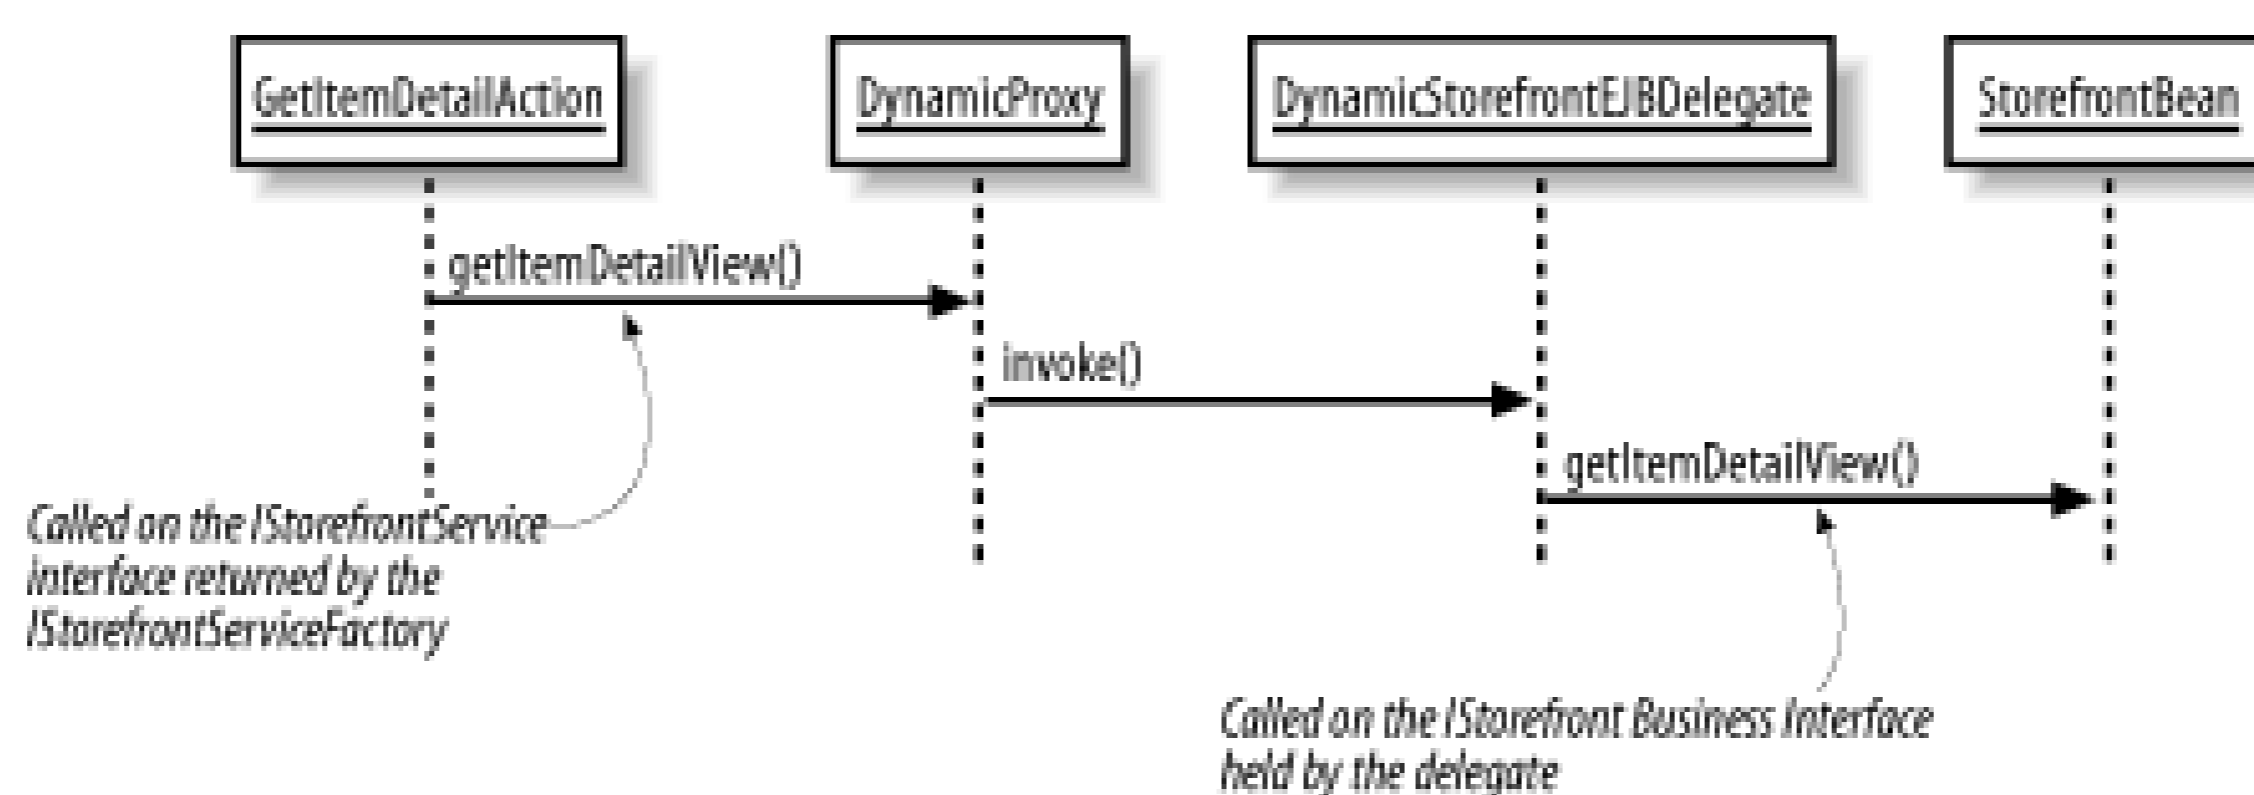 GetItemDetailAction
DynamicProxy
DynamicStorefrontEJBDelegate
StorefrontBean
getItemDetailView()
invoke()
getItemDetailView()
Called on the IStorefrontService
interface returned by the
IStorefrontServiceFactory
Called on the IStorefront Business Interface
held by the delegate